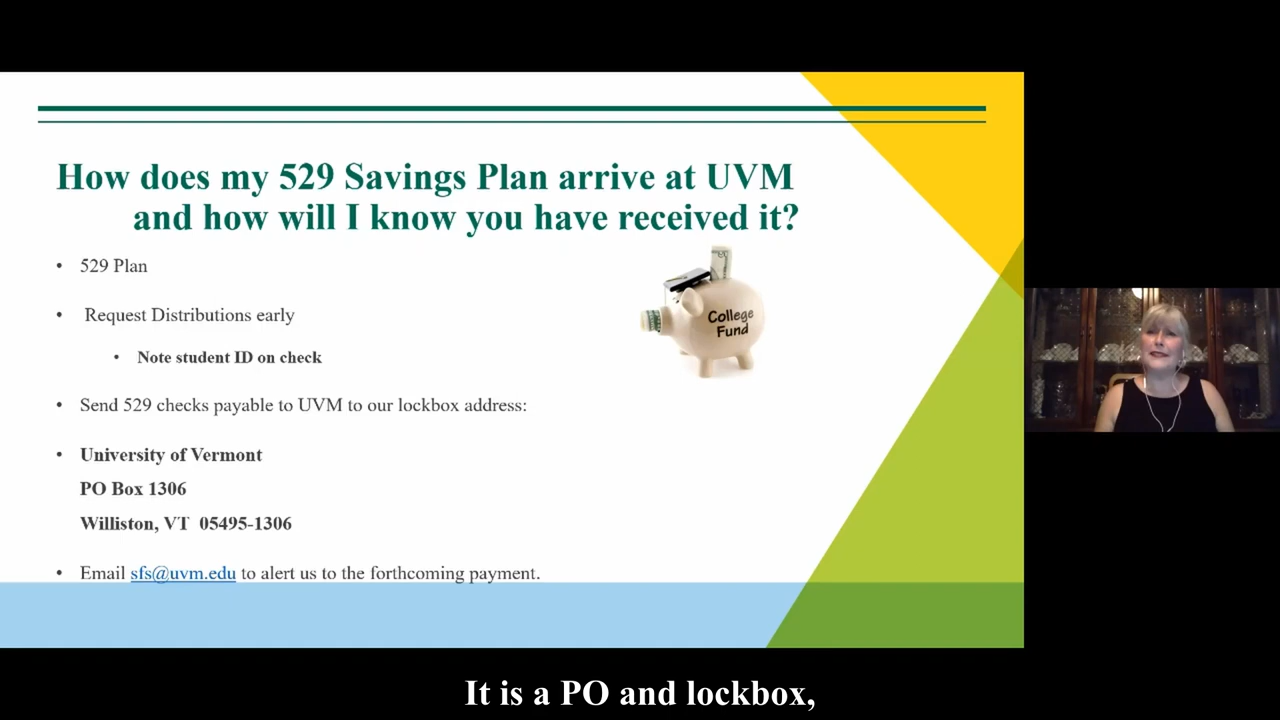 How does my 529 Savings Plan arrive at UVM
and how will I know you have received it?
• 529 Plan
• Request Distributions early
• Note student ID on check
College
Fund
• Send 529 checks payable to UVM to our lockbox address:
• University of Vermont
PO Box 1306
Williston, VT 05495-1306
• Email sfs@uvm.edu to alert us to the forthcoming payment.
It is a PO and lockbox,